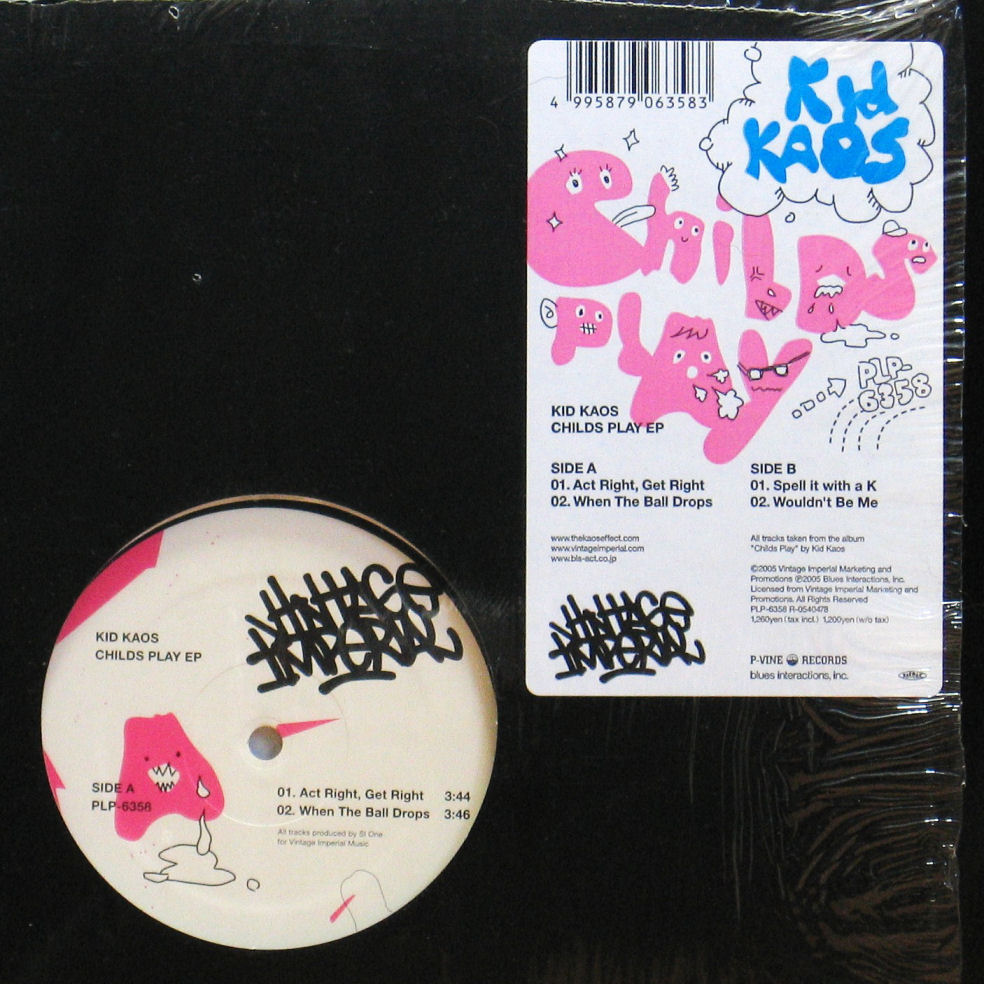 4 995879 063583
Kid
KAOS
CHILDS
PLAY
PLP-
6358
KID KAOS
CHILDS PLAY EP
SIDE A
01. Act Right, Get Right
02. When The Ball Drops
SIDE B
01. Spell it with a K
02. Wouldn't Be Me
www.thekaoseffect.com
www.vintageimperial.com
www.bls-act.co.jp
All tracks taken from the album
"Childs Play" by Kid Kaos
©2005 Vintage Imperial Marketing and
Promotions ℗2005 Blues Interactions, Inc.
Licensed from Vintage Imperial Marketing and
Promotions. All Rights Reserved
PLP-6358 R-0540478
1,260yen (tax incl.) 1,200yen (w/o tax)
VINTAGE
IMPERIAL
P-VINE RECORDS
blues interactions, inc.
VINTAGE
IMPERIAL
KID KAOS
CHILDS PLAY EP
SIDE A
PLP-6358
01. Act Right, Get Right 3:44
02. When The Ball Drops 3:46
All tracks produced by SI One
for Vintage Imperial Music